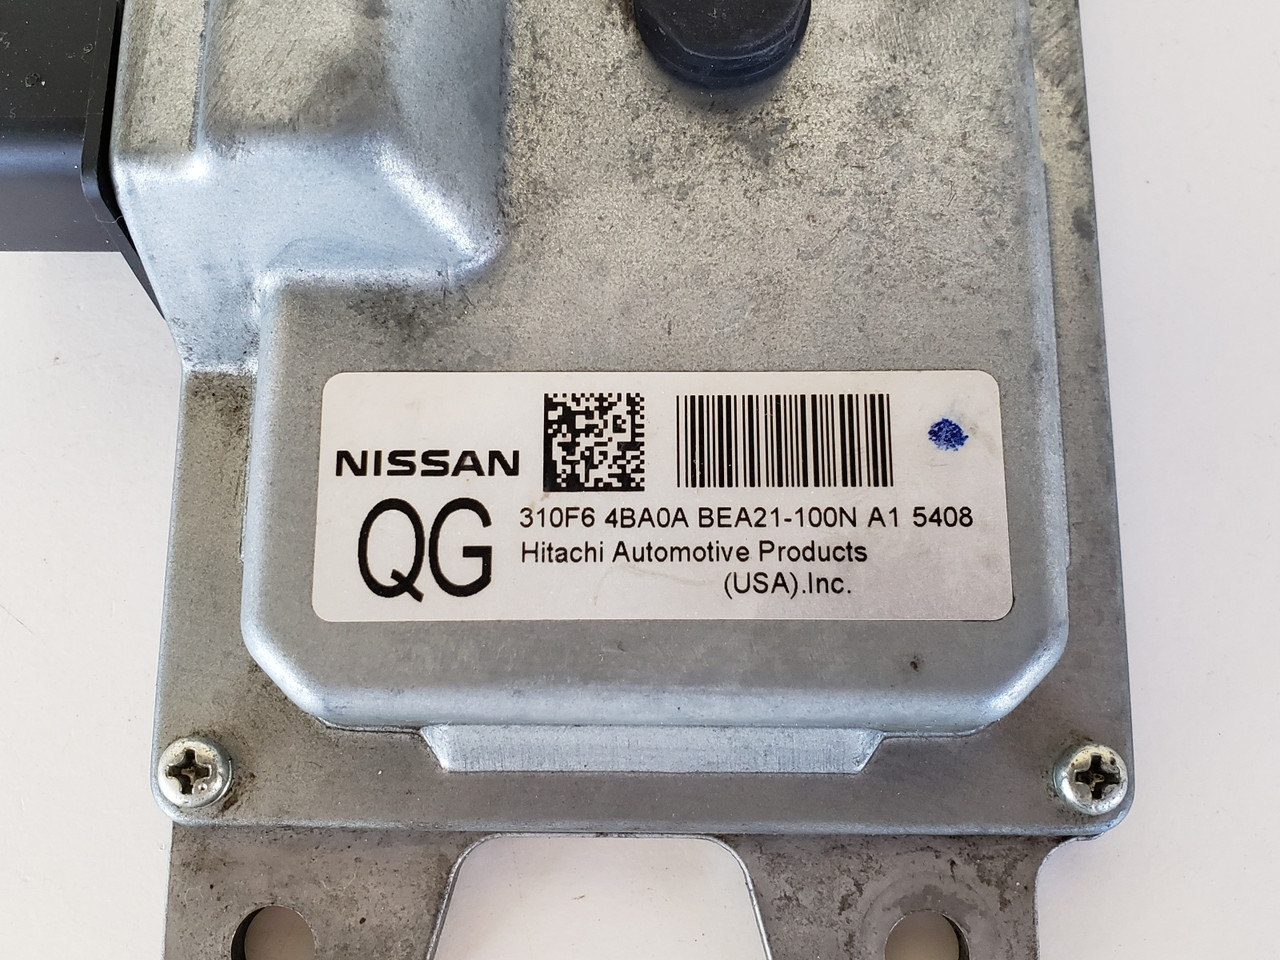 NISSAN
QG
310F6 4BA0A BEA21-100N A1 5408
Hitachi Automotive Products
(USA).Inc.